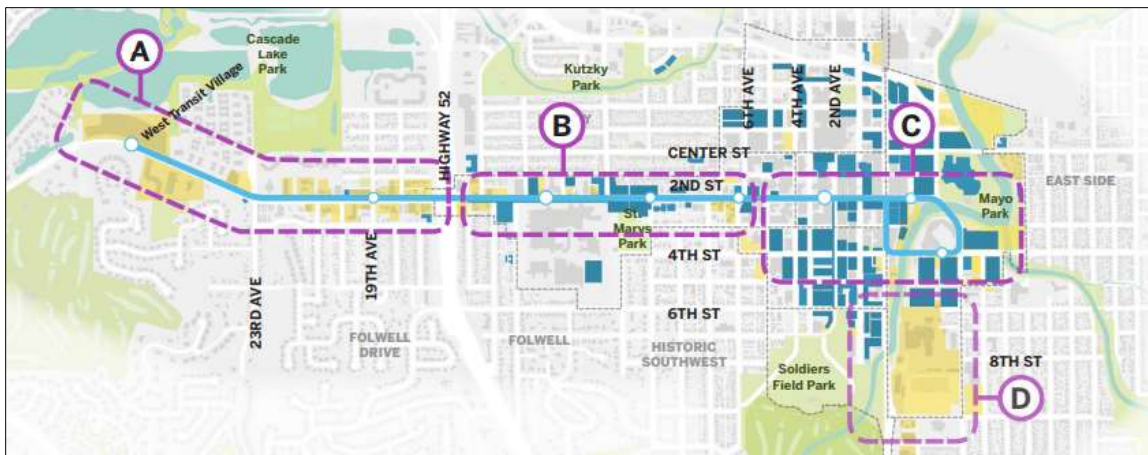 A
Cascade
Lake
Park
West Transit Village
HIGHWAY 52
Kutzky
Park
B
6TH AVE
4TH AVE
2ND AVE
C
CENTER ST
2ND ST
EAST SIDE
Mayo
Park
St.
Marys
Park
4TH ST
19TH AVE
23RD AVE
6TH ST
FOLWELL
DRIVE
FOLWELL
HISTORIC
SOUTHWEST
Soldiers
Field Park
8TH ST
D